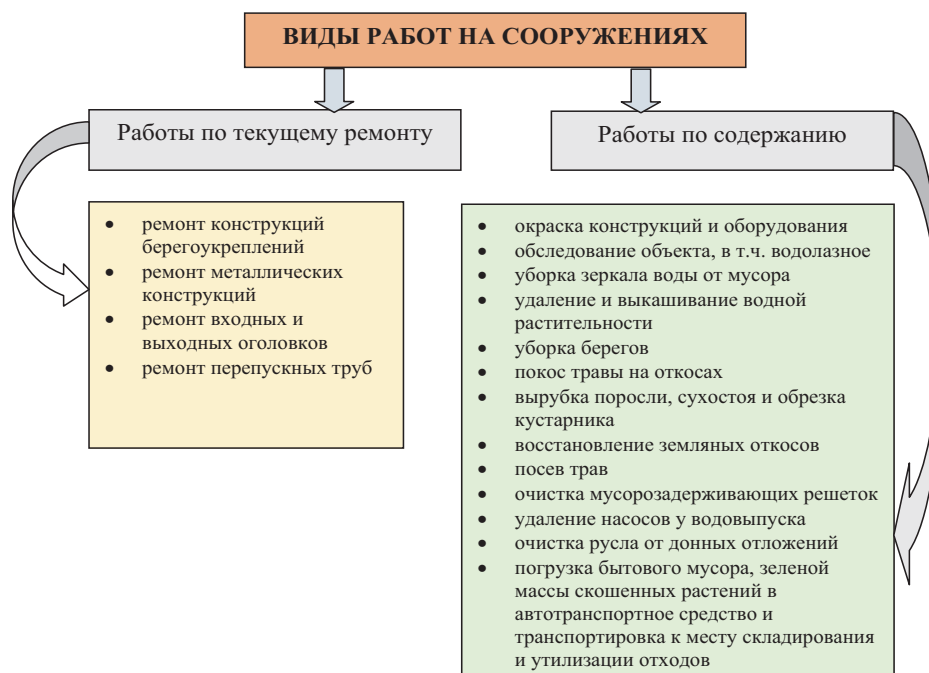 ВИДЫ РАБОТ НА СООРУЖЕНИЯХ
Работы по текущему ремонту
Работы по содержанию
• ремонт конструкций
берегоукреплений
• ремонт металлических
конструкций
• ремонт входных и
выходных оголовков
• ремонт перепускных труб
• окраска конструкций и оборудования
• обследование объекта, в т.ч. водолазное
• уборка зеркала воды от мусора
• удаление и выкашивание водной
растительности
• уборка берегов
• покос травы на откосах
• вырубка поросли, сухостоя и обрезка
кустарника
• восстановление земляных откосов
• посев трав
• очистка мусорозадерживающих решеток
• удаление насосов у водовыпуска
• очистка русла от донных отложений
• погрузка бытового мусора, зеленой
массы скошенных растений в
автотранспортное средство и
транспортировка к месту складирования
и утилизации отходов